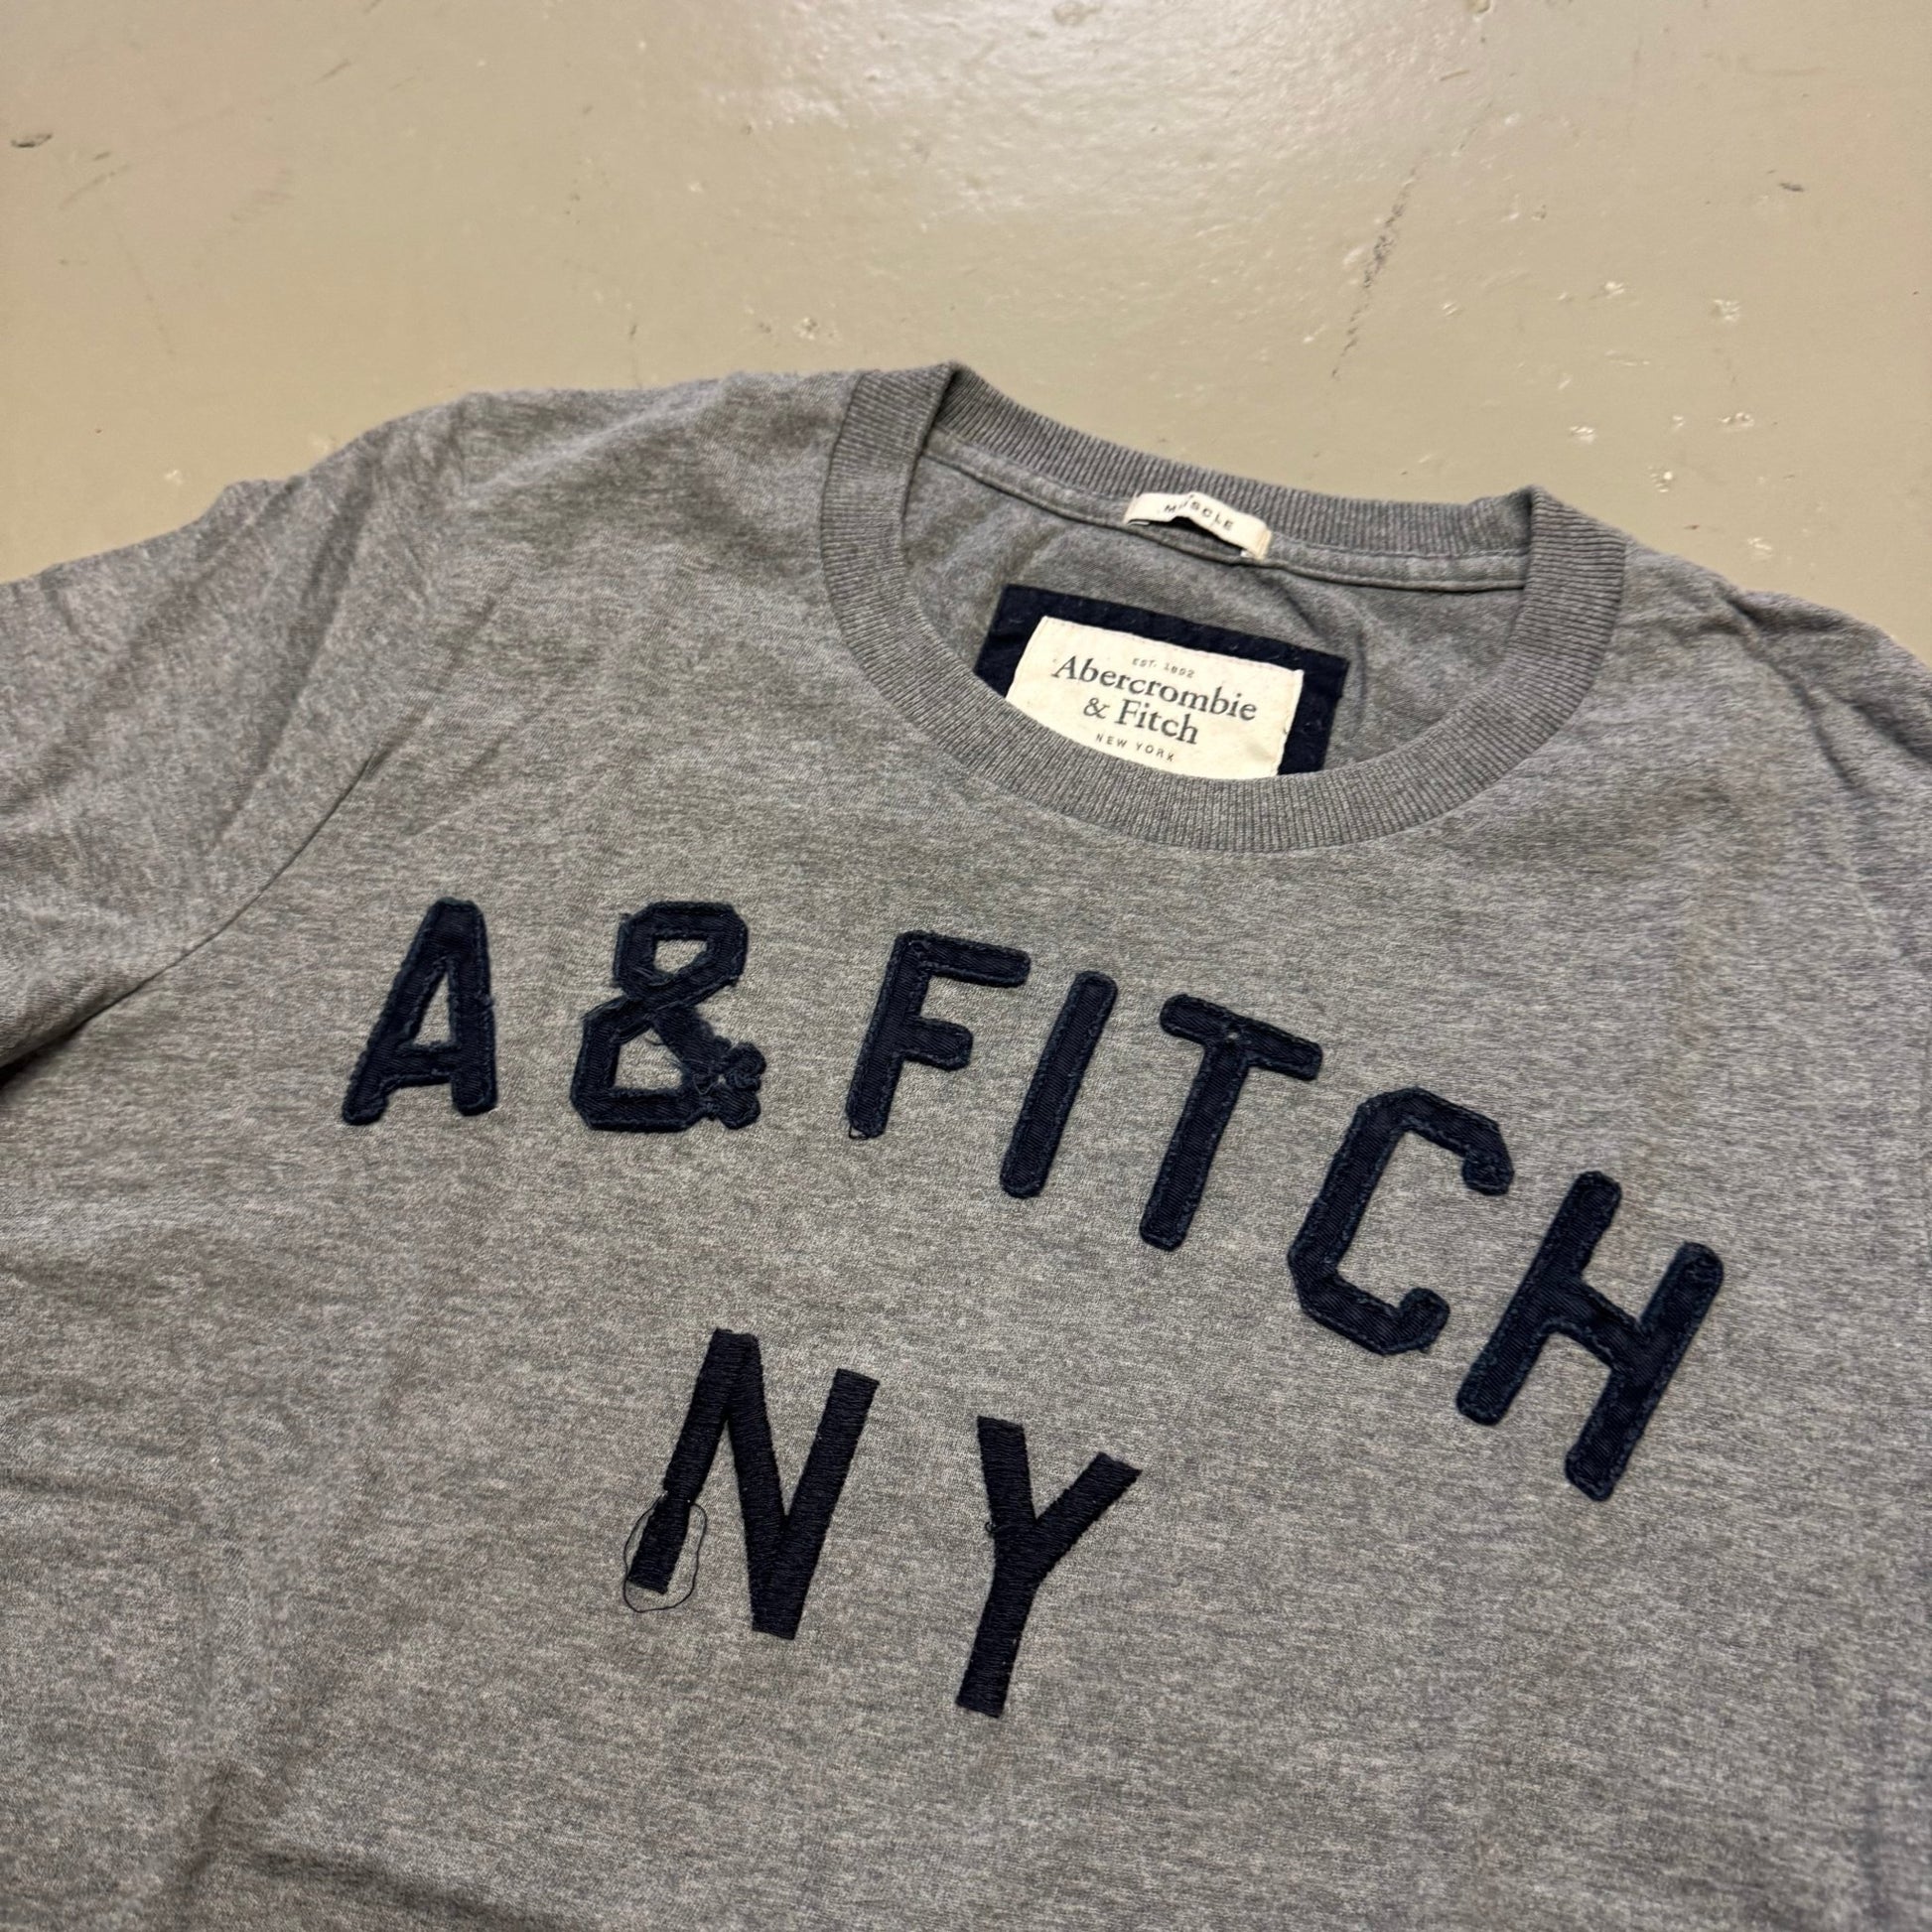 MUSCLE
EST. 1892
Abercrombie
& Fitch
NEW YORK
A & FITCH
NY